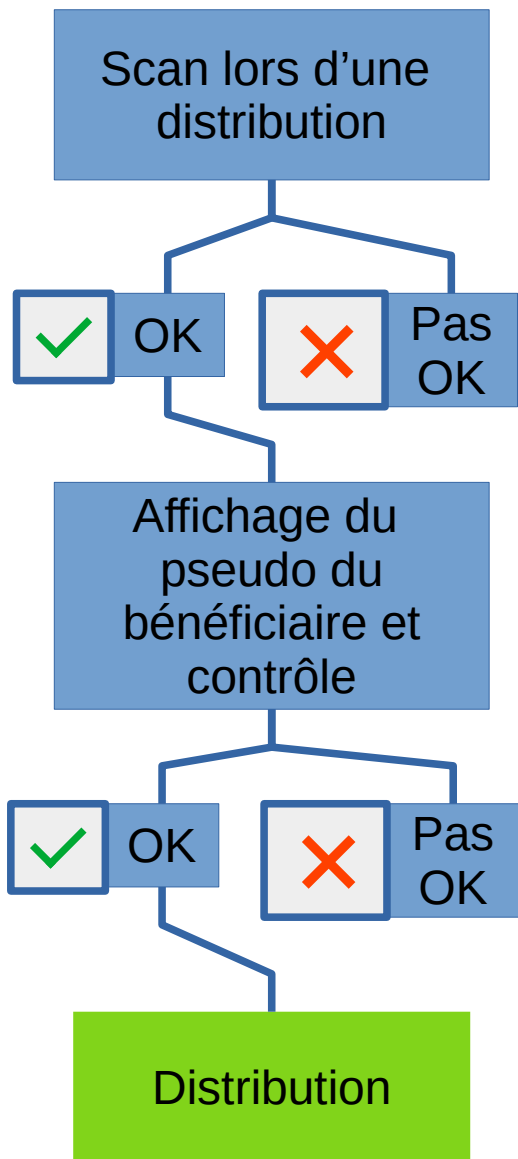 Scan lors d’une
distribution
OK
Pas
OK
Affichage du
pseudo du
bénéficiaire et
contrôle
OK
Pas
OK
Distribution